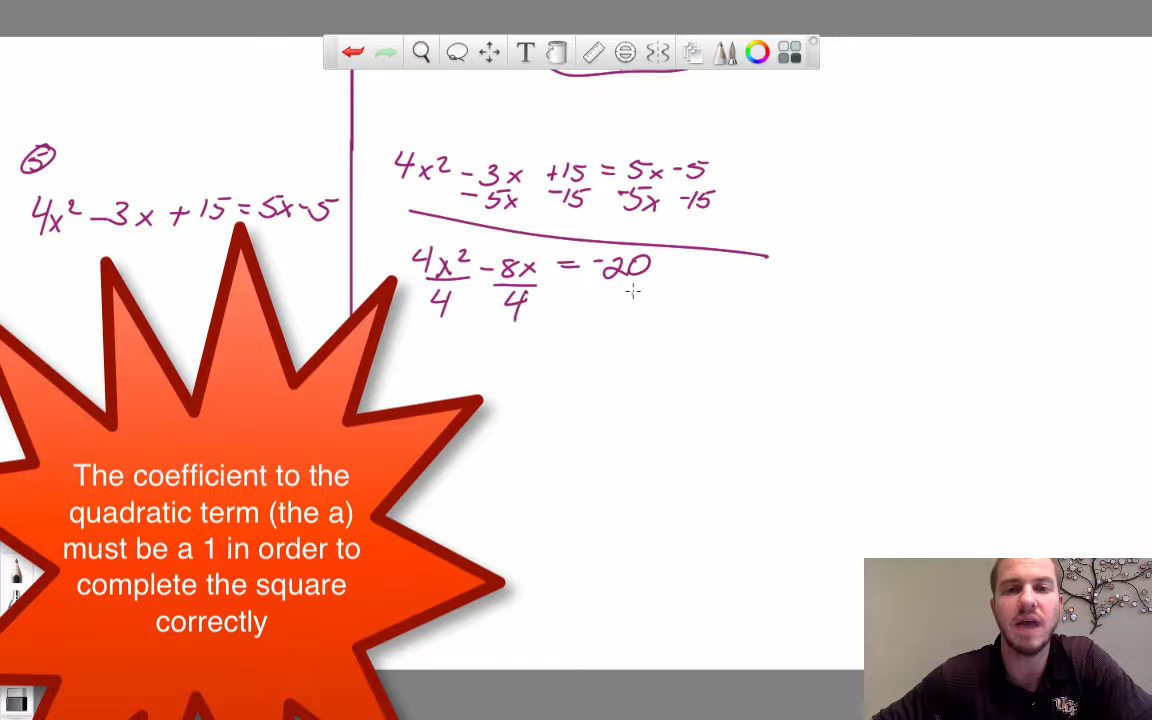 5
4x² - 3x + 15 = 5x - 5
4x² - 3x + 15 = 5x - 5
- 5x -15 -5x -15
4x² - 8x = -20
4 4
The coefficient to the
quadratic term (the a)
must be a 1 in order to
complete the square
correctly
T
UCF